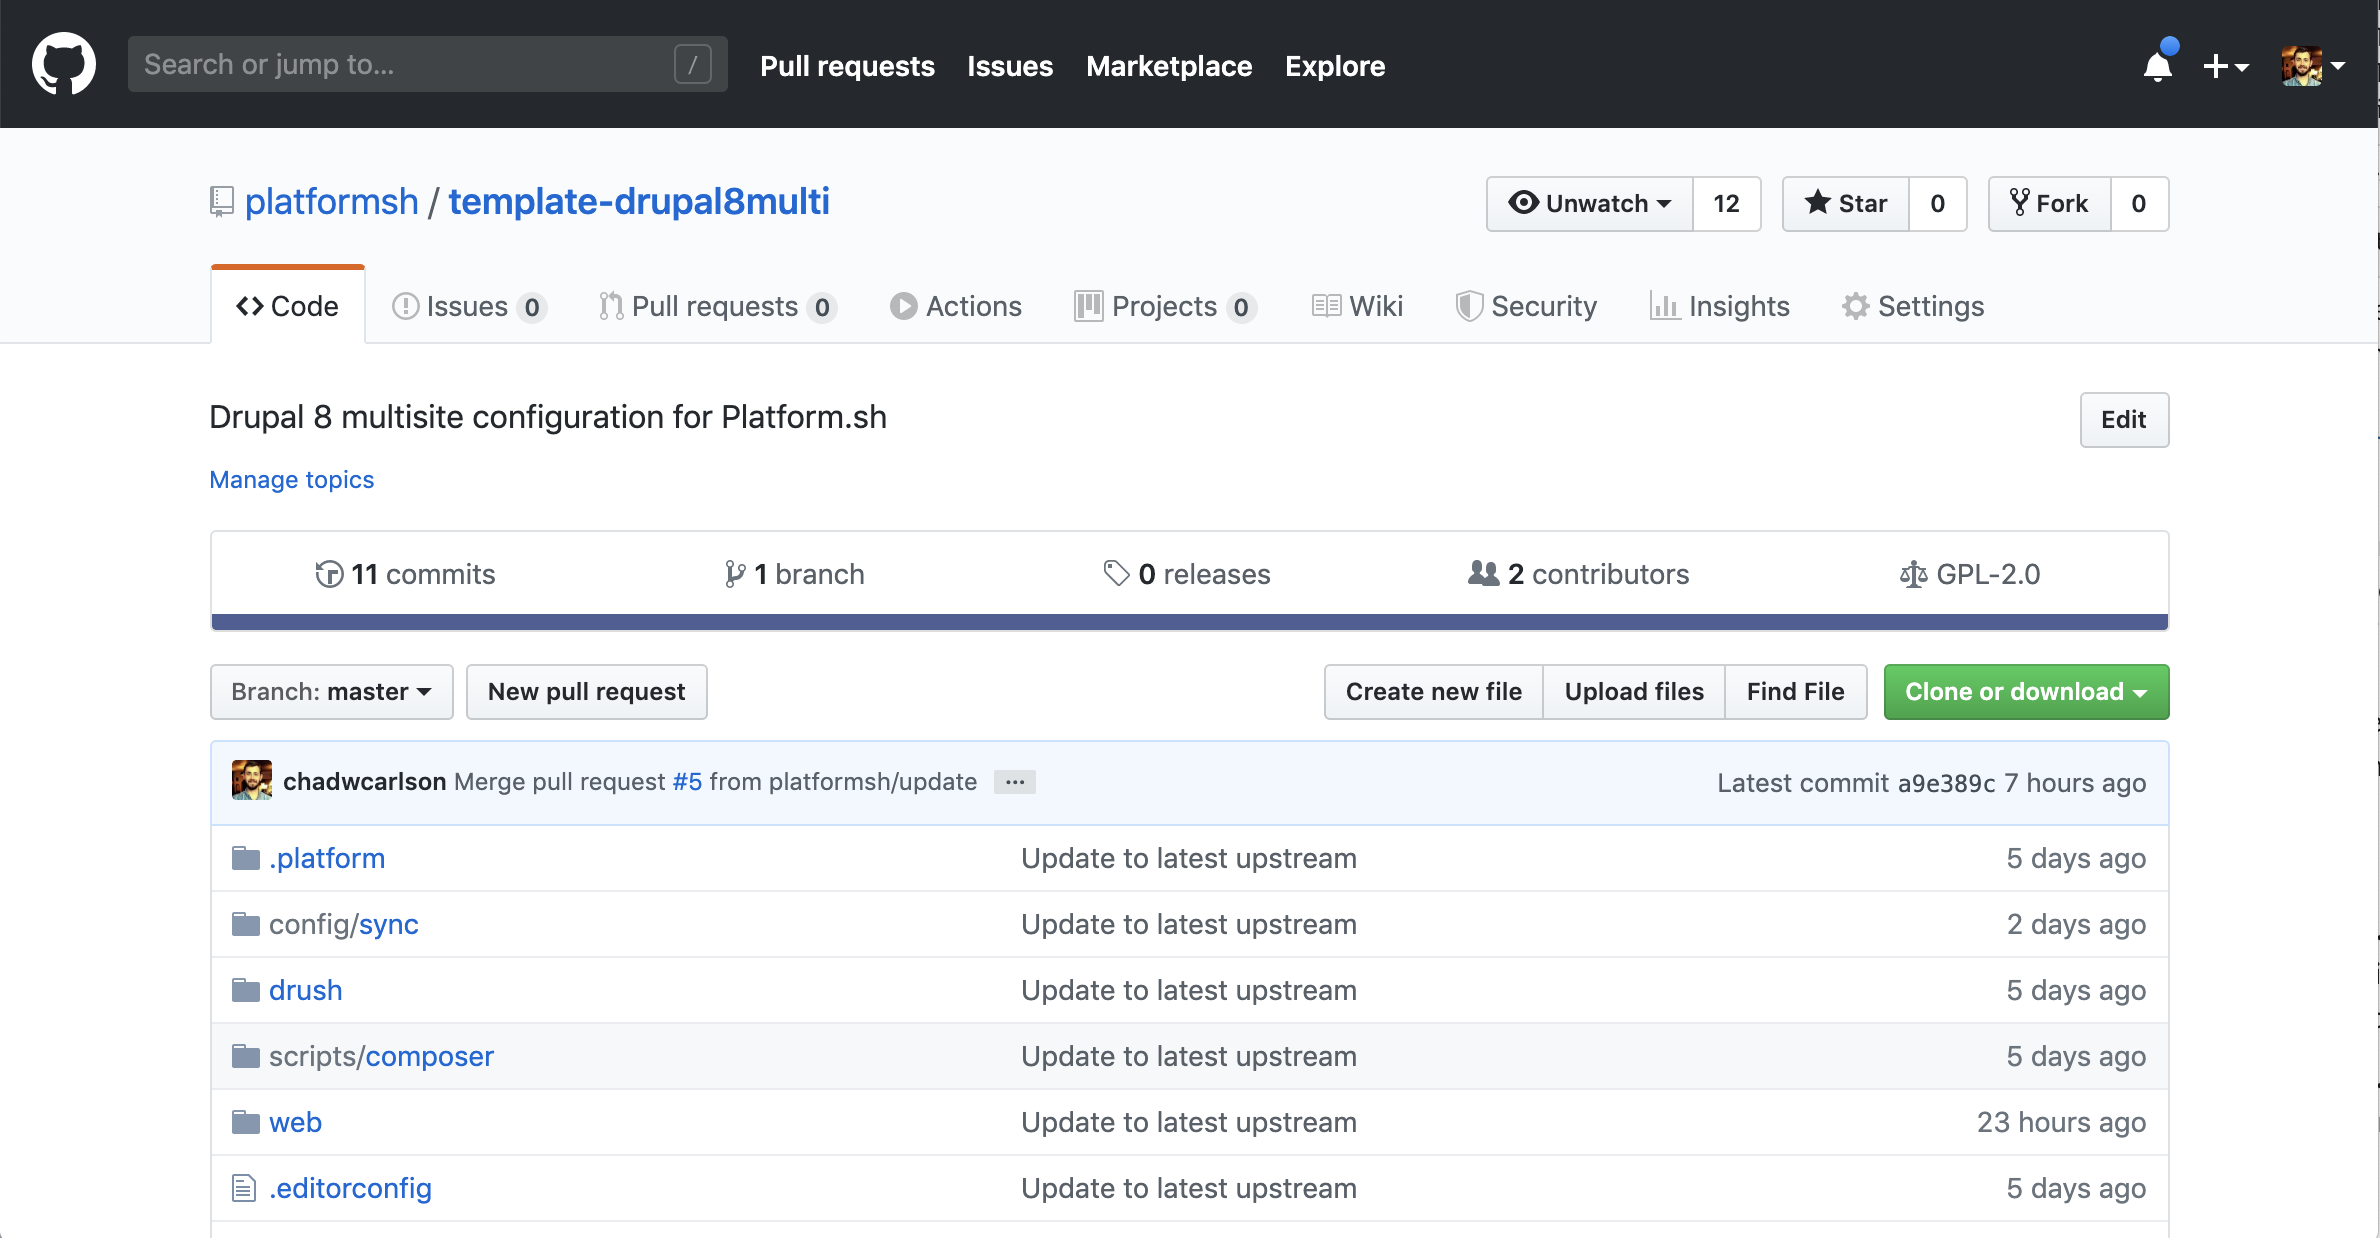 Search or jump to... / Pull requests Issues Marketplace Explore
platformsh / template-drupal8multi Unwatch 12 Star 0 Fork 0
Code Issues 0 Pull requests 0 Actions Projects 0 Wiki Security Insights Settings
Drupal 8 multisite configuration for Platform.sh Edit
Manage topics
11 commits 1 branch 0 releases 2 contributors GPL-2.0
Branch: master New pull request Create new file Upload files Find File Clone or download
chadwcarlson Merge pull request #5 from platformsh/update ... Latest commit a9e389c 7 hours ago
.platform Update to latest upstream 5 days ago
config/sync Update to latest upstream 2 days ago
drush Update to latest upstream 5 days ago
scripts/composer Update to latest upstream 5 days ago
web Update to latest upstream 23 hours ago
.editorconfig Update to latest upstream 5 days ago